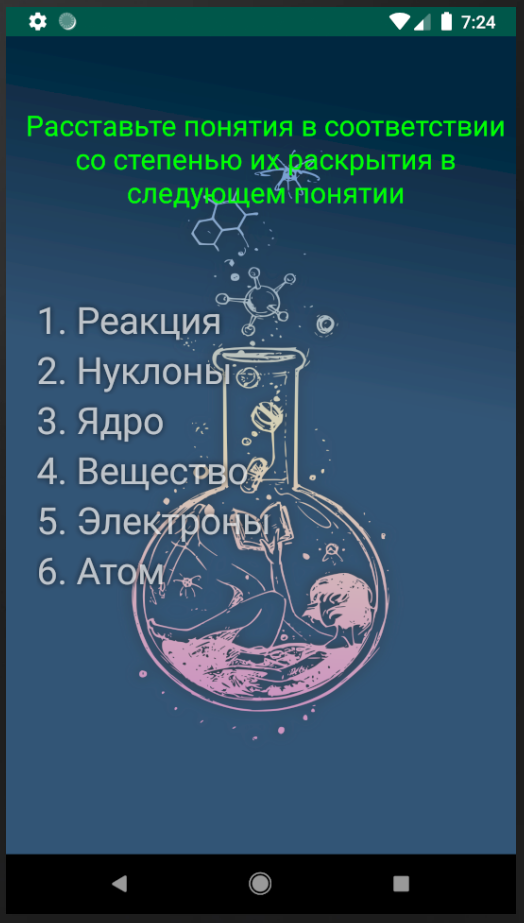 7:24
Расставьте понятия в соответствии
со степенью их раскрытия в
следующем понятии
1. Реакция
2. Нуклоны
3. Ядро
4. Вещество
5. Электроны
6. Атом